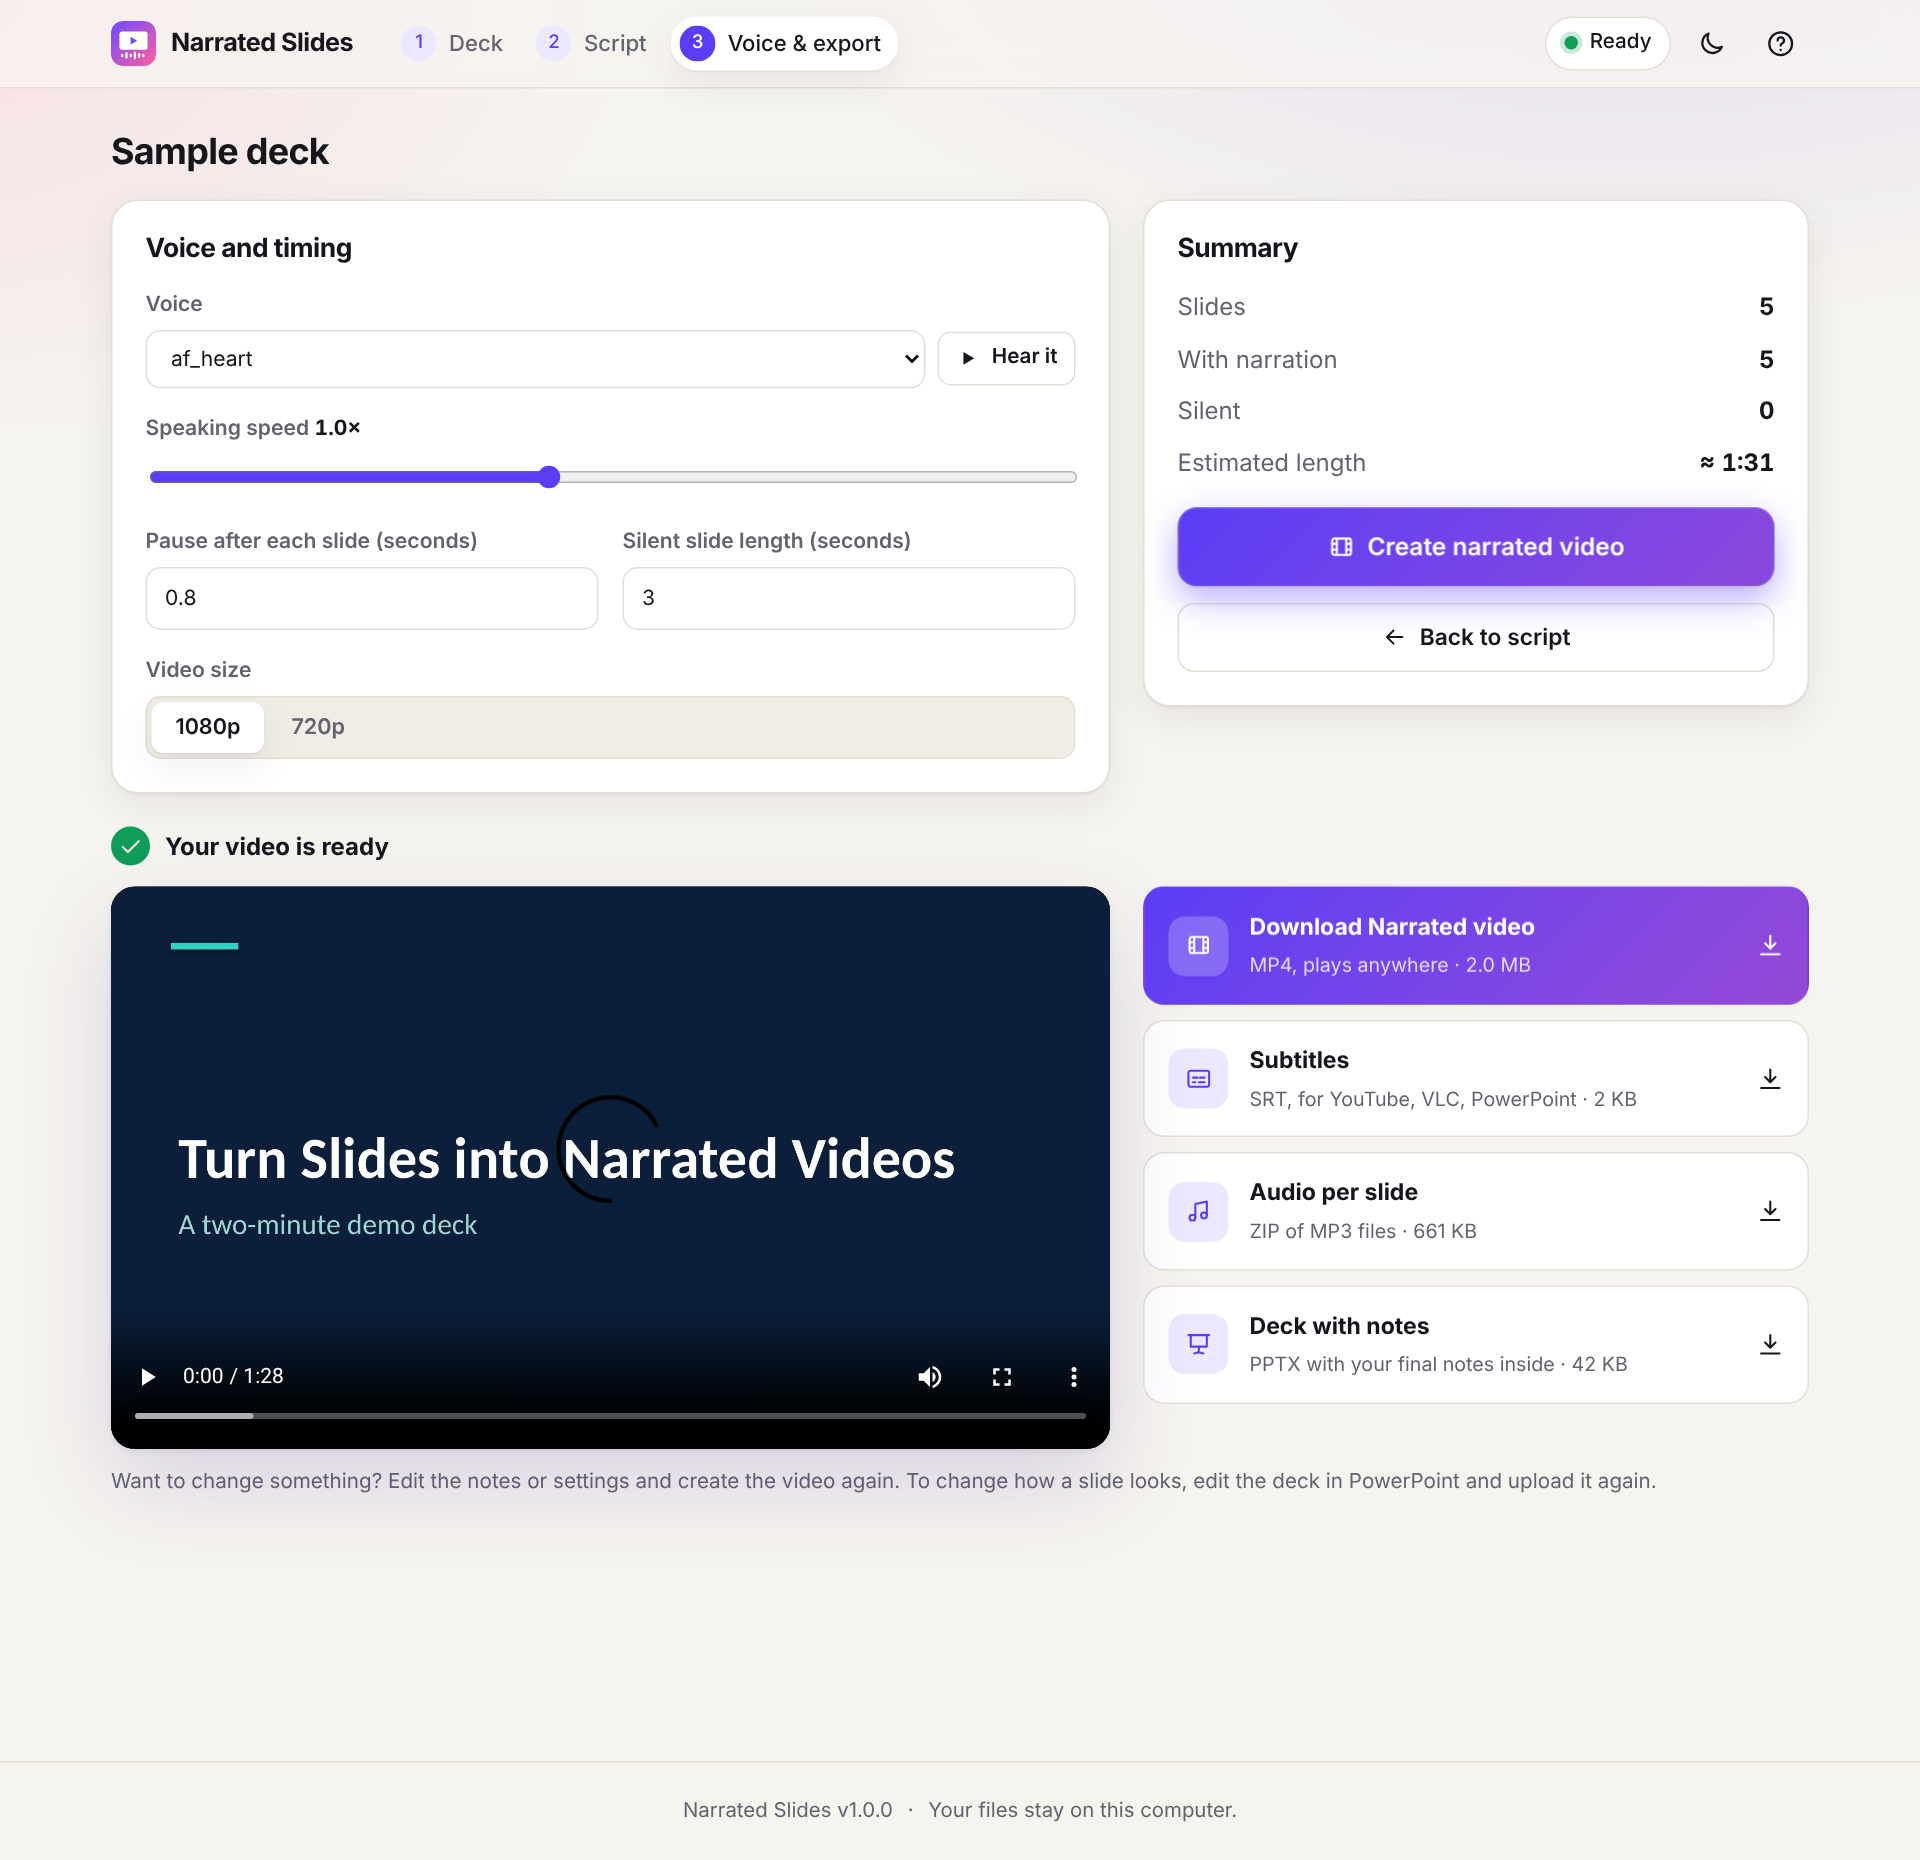 Narrated Slides
1 Deck
2 Script
3 Voice & export
Ready
Sample deck
Voice and timing
Voice
af_heart
Hear it
Speaking speed 1.0×
Pause after each slide (seconds)
Silent slide length (seconds)
0.8
3
Video size
1080p
720p
Summary
Slides 5
With narration 5
Silent 0
Estimated length ≈ 1:31
Create narrated video
← Back to script
Your video is ready
Turn Slides into Narrated Videos
A two-minute demo deck
0:00 / 1:28
Download Narrated video
MP4, plays anywhere · 2.0 MB
Subtitles
SRT, for YouTube, VLC, PowerPoint · 2 KB
Audio per slide
ZIP of MP3 files · 661 KB
Deck with notes
PPTX with your final notes inside · 42 KB
Want to change something? Edit the notes or settings and create the video again. To change how a slide looks, edit the deck in PowerPoint and upload it again.
Narrated Slides v1.0.0 · Your files stay on this computer.